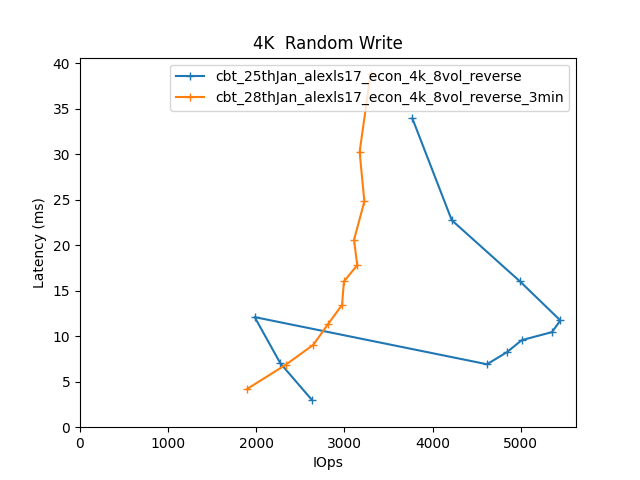 4K  Random Write
cbt_25thJan_alexls17_econ_4k_8vol_reverse
cbt_28thJan_alexls17_econ_4k_8vol_reverse_3min
40
35
30
25
20
15
10
5
0
Latency (ms)
0 1000 2000 3000 4000 5000
IOps